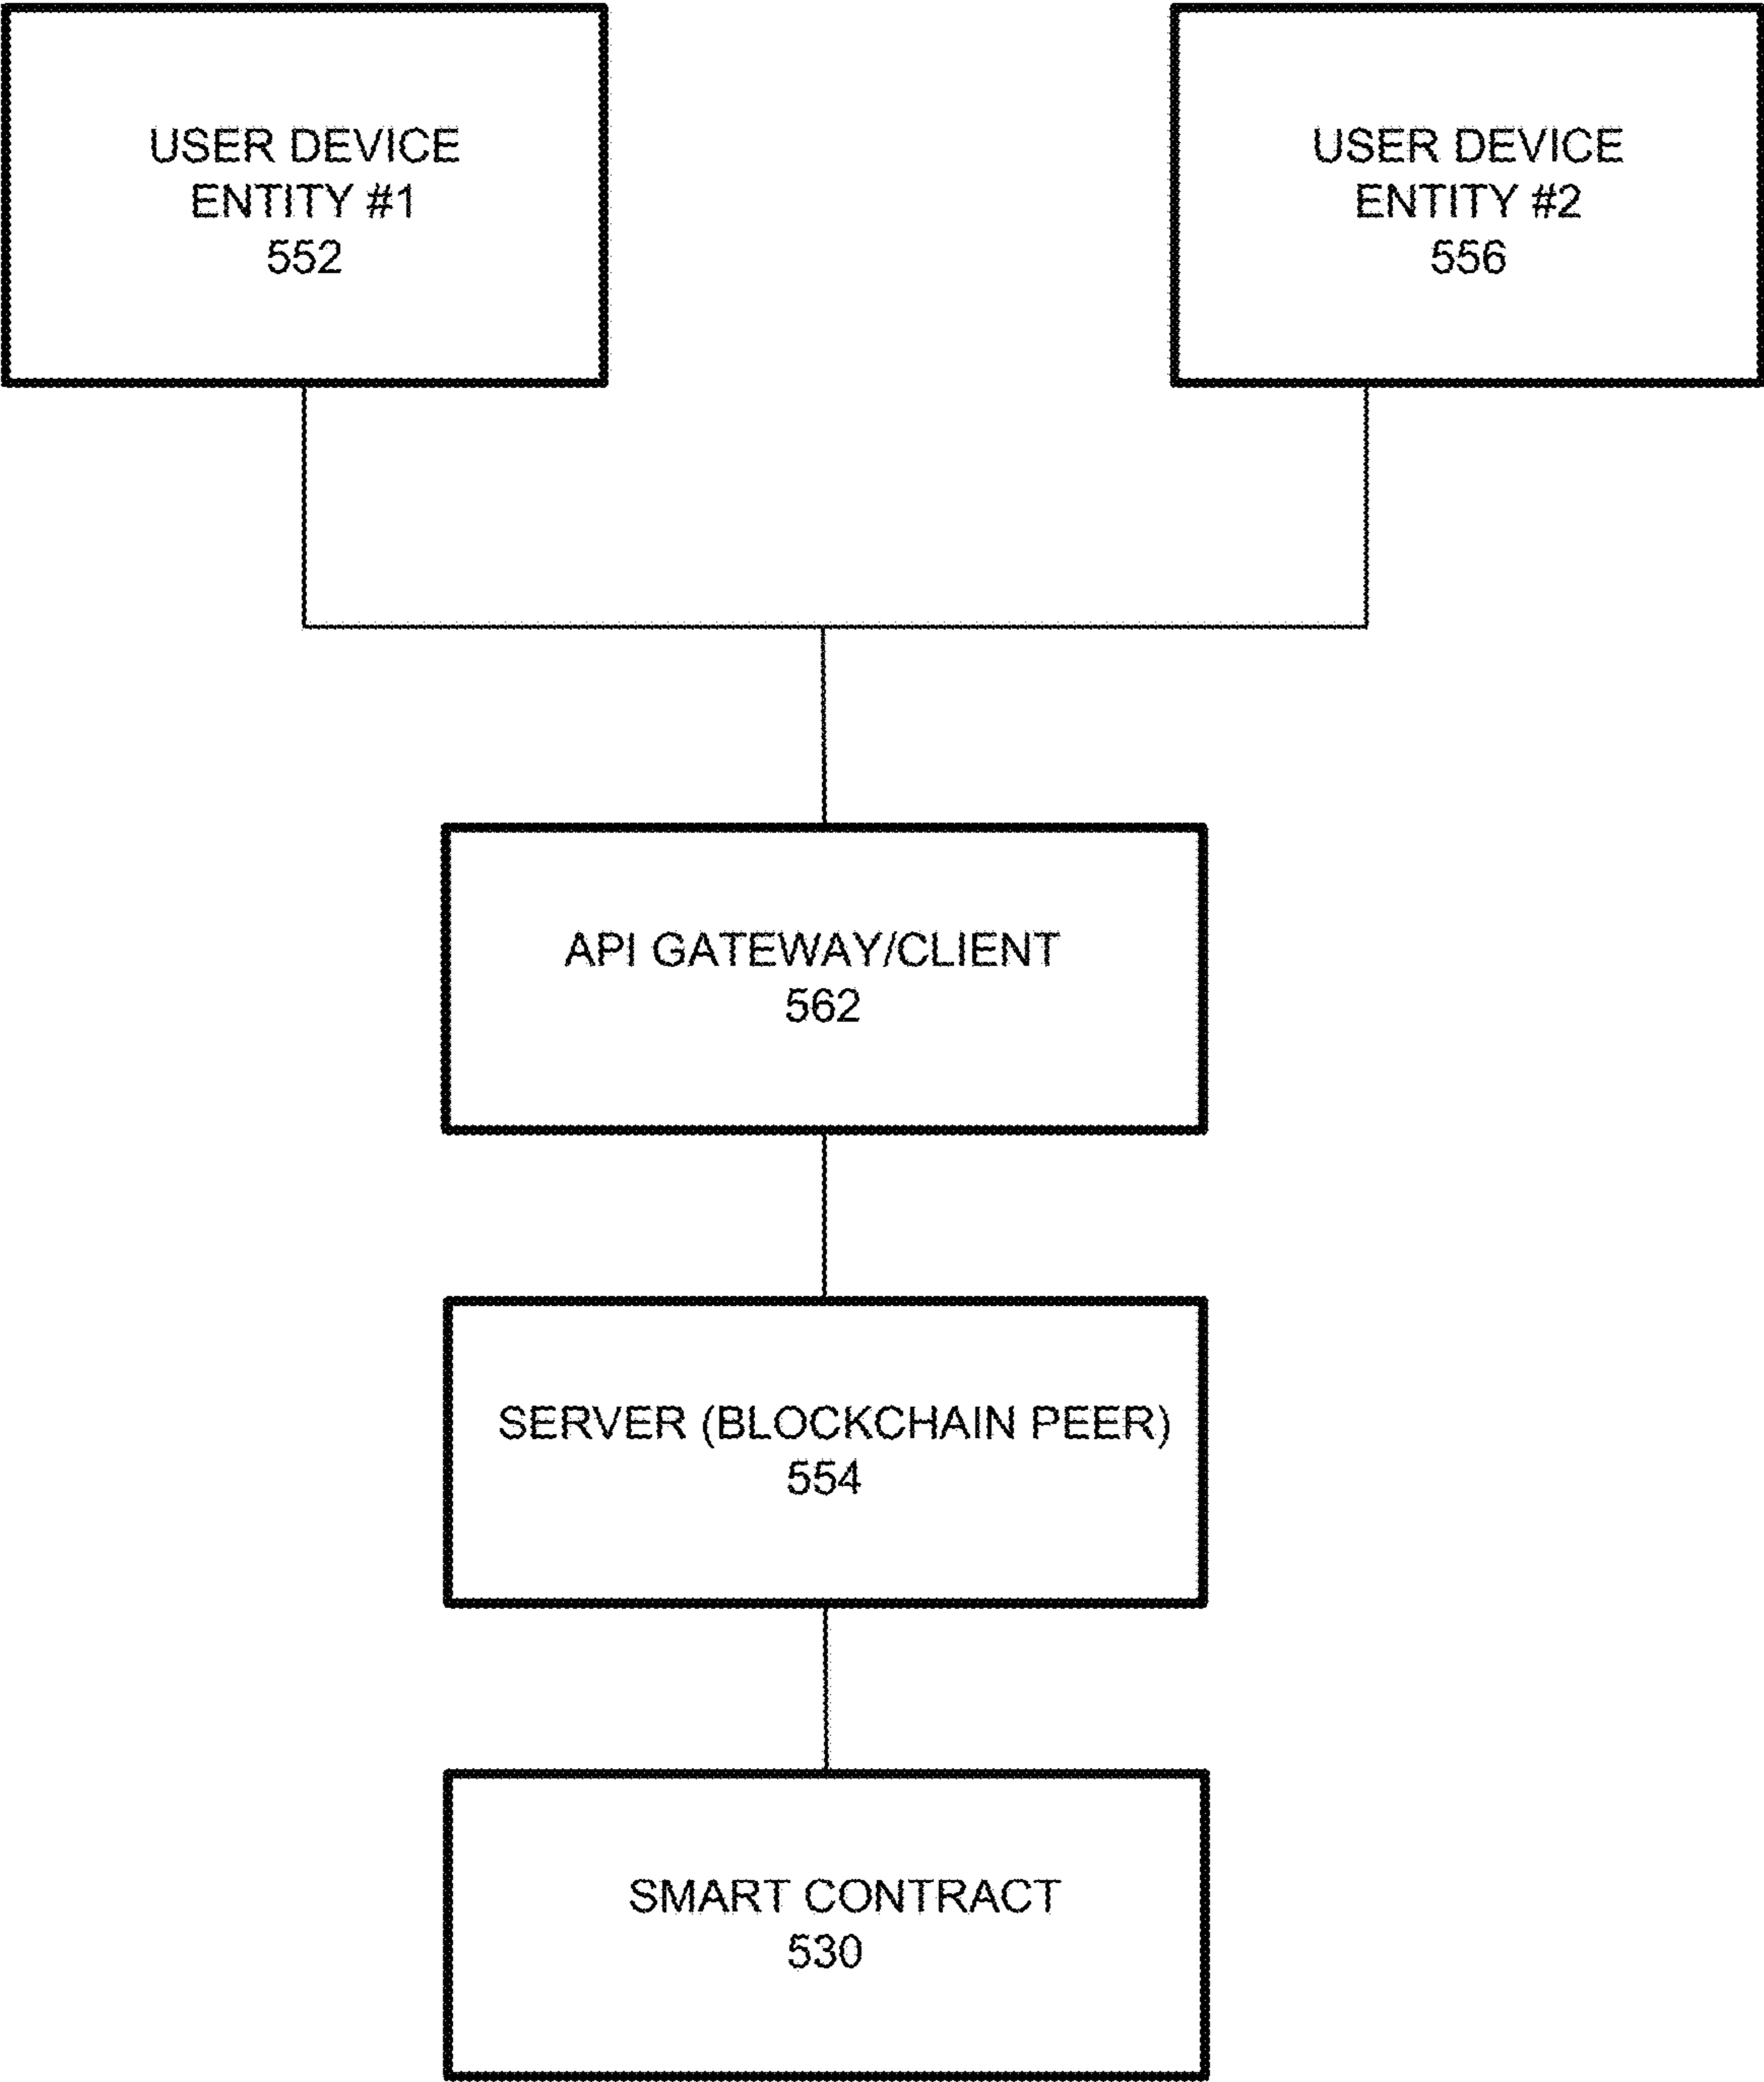 USER DEVICE
ENTITY #1
552
USER DEVICE
ENTITY #2
556
API GATEWAY/CLIENT
562
SERVER (BLOCKCHAIN PEER)
554
SMART CONTRACT
530